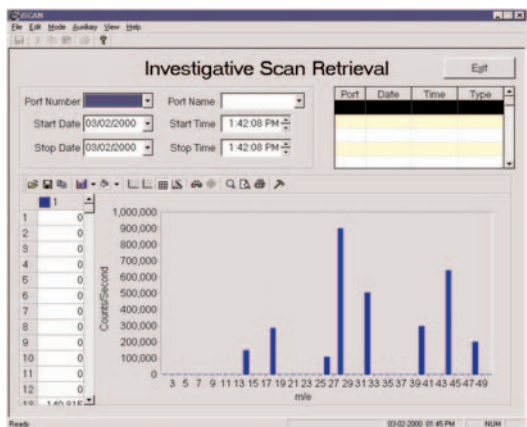 iSCAN
File Edit Mode Auxiliary View Help
Investigative Scan Retrieval
Exit
Port Number
Port Name
Start Date 03/02/2000
Start Time 1:42:08 PM
Stop Date 03/02/2000
Stop Time 1:42:08 PM
Port Date Time Type
1
1 0
2 0
3 0
4 0
5 0
6 0
7 0
8 0
9 0
10 0
11 0
12 0
13
1,000,000
900,000
800,000
700,000
600,000
500,000
400,000
300,000
200,000
100,000
0
Counts/Second
3 5 7 9 11 13 15 17 19 21 23 25 27 29 31 33 35 37 39 41 43 45 47 49
m/e
Ready
03-02-2000 01:45 PM NUM